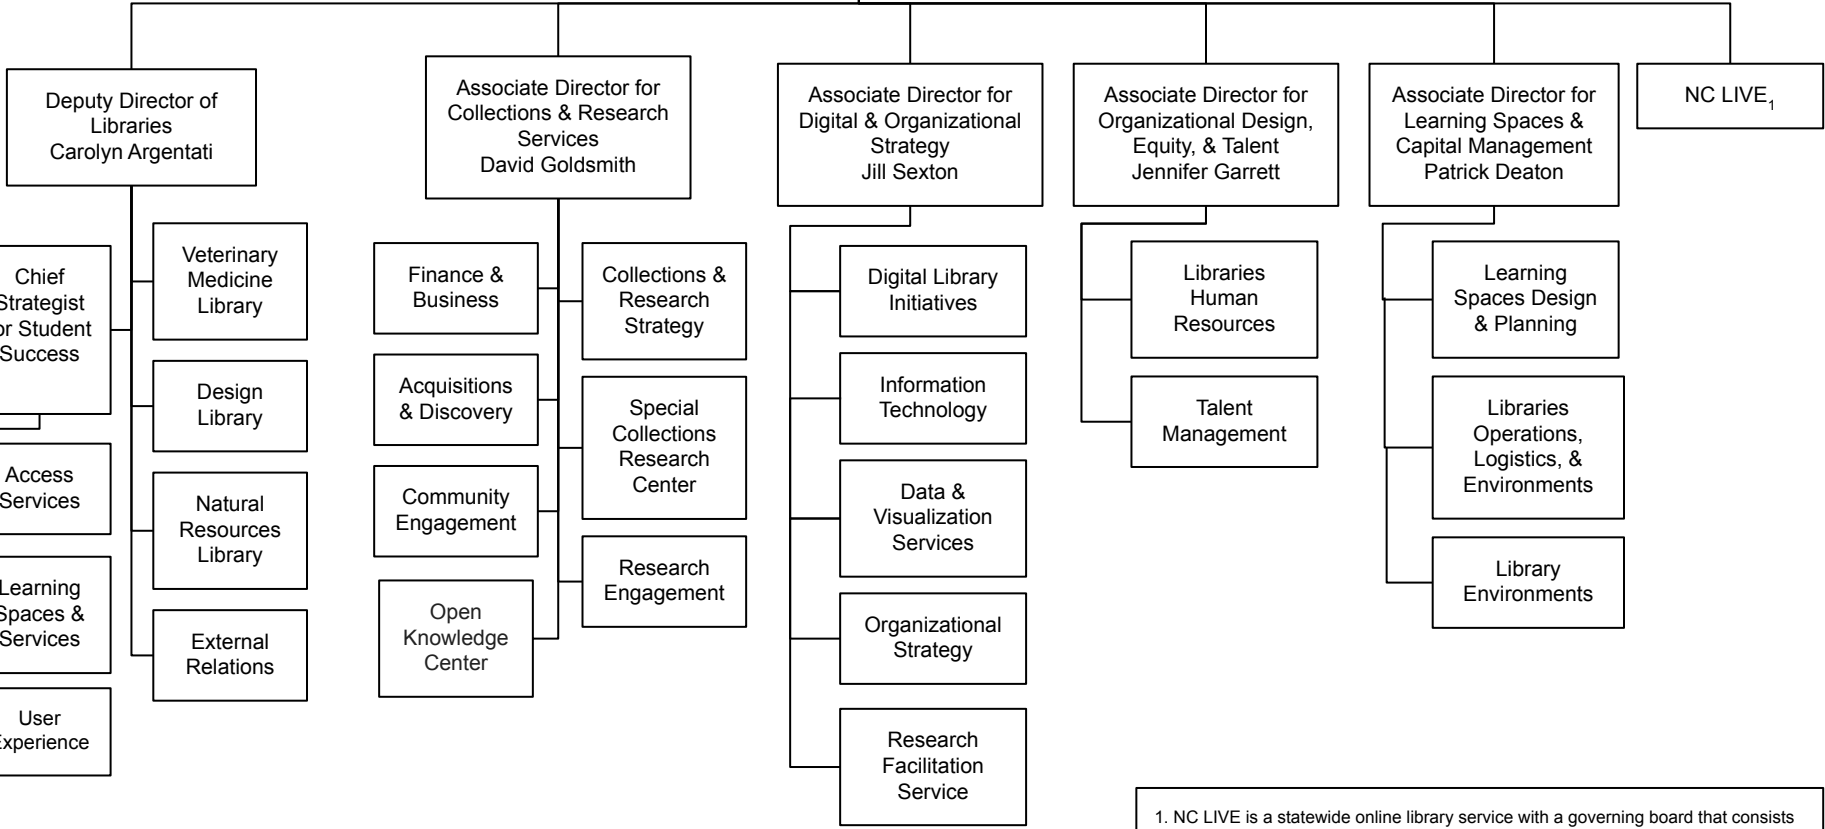 Deputy Director of
Libraries
Carolyn Argentati
Associate Director for
Collections & Research
Services
David Goldsmith
Associate Director for
Digital & Organizational
Strategy
Jill Sexton
Associate Director for
Organizational Design,
Equity, & Talent
Jennifer Garrett
Associate Director for
Learning Spaces &
Capital Management
Patrick Deaton
NC LIVE1
Chief
Strategist
for Student
Success
Access
Services
Learning
Spaces &
Services
User
Experience
Veterinary
Medicine
Library
Design
Library
Natural
Resources
Library
External
Relations
Finance &
Business
Acquisitions
& Discovery
Community
Engagement
Open
Knowledge
Center
Collections &
Research
Strategy
Special
Collections
Research
Center
Research
Engagement
Digital Library
Initiatives
Information
Technology
Data &
Visualization
Services
Organizational
Strategy
Research
Facilitation
Service
Libraries
Human
Resources
Talent
Management
Learning
Spaces Design
& Planning
Libraries
Operations,
Logistics, &
Environments
Library
Environments
1. NC LIVE is a statewide online library service with a governing board that consists